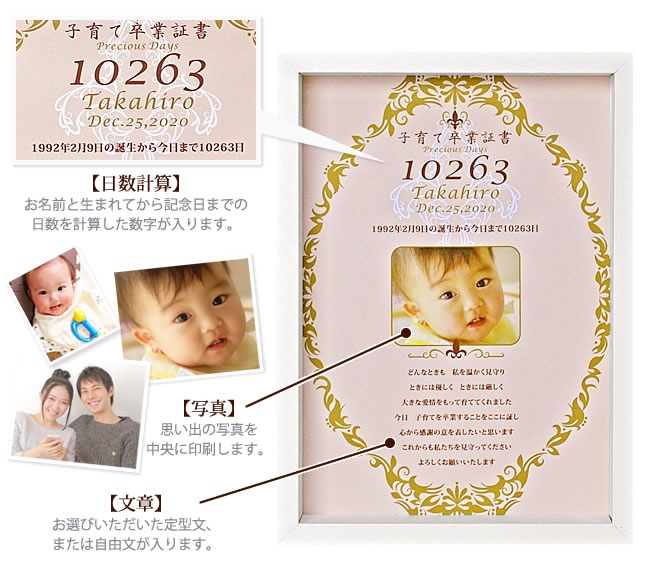 子育て卒業証書
Precious Days
10263
Takahiro
Dec.25,2020
1992年2月9日の誕生から今日まで10263日
【日数計算】
お名前と生まれてから記念日までの
日数を計算した数字が入ります。
子育て卒業証書
Precious Days
10263
Takahiro
Dec.25,2020
1992年2月9日の誕生から今日まで10263日
【写真】
思い出の写真を
中央に印刷します。
どんなときも 私を温かく見守り
ときには優しく ときには厳しく
大きな愛情をもって育ててくれました
今日 子育てを卒業することをここに証し
心から感謝の意を表したいと思います
これからも私たちを見守ってください
よろしくお願いいたします
【文章】
お選びいただいた定型文、
または自由文が入ります。